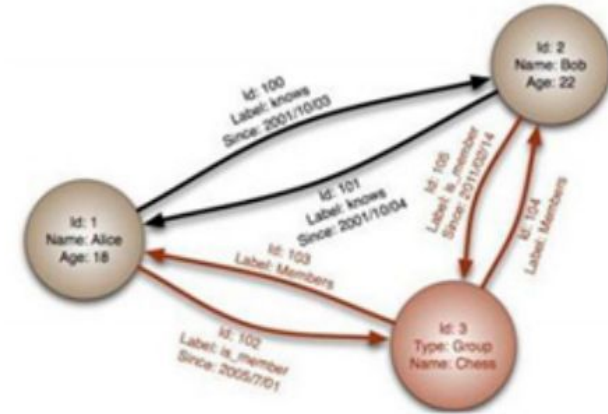 Id: 2
Name: Bob
Age: 22
Id: 100
Label: knows
Since: 2001/10/03
Id: 101
Label: knows
Since: 2001/10/04
Id: 105
Label: is_member
Since: 2011/02/14
Id: 104
Label: Members
Id: 1
Name: Alice
Age: 18
Id: 103
Label: Members
Id: 102
Label: is_member
Since: 2005/7/01
Id: 3
Type: Group
Name: Chess